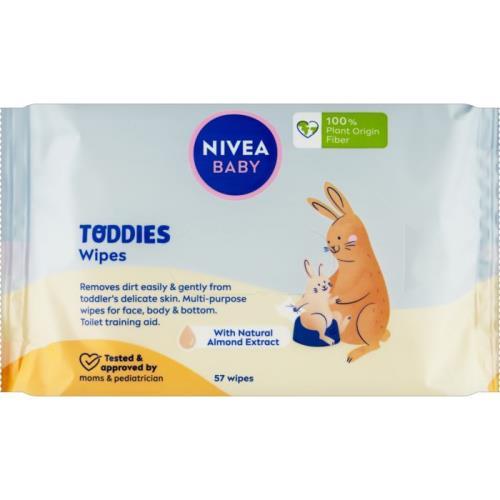 NIVEA
BABY
100%
Plant Origin
Fiber
TODDIES
Wipes
Removes dirt easily & gently from
toddler's delicate skin. Multi-purpose
wipes for face, body & bottom.
Toilet training aid.
With Natural
Almond Extract
Tested &
approved by
moms & pediatrician
57 wipes